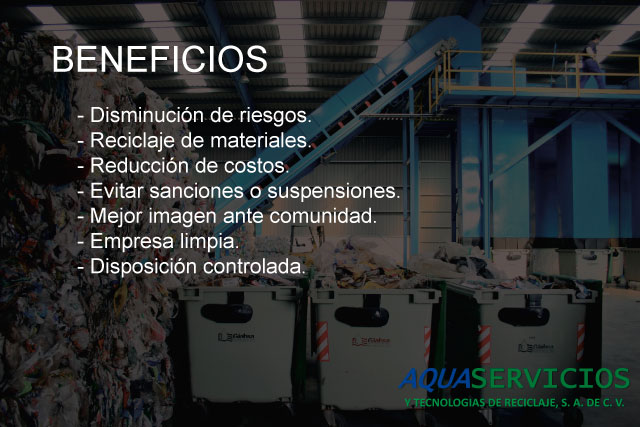 BENEFICIOS
- Disminución de riesgos.
- Reciclaje de materiales.
- Reducción de costos.
- Evitar sanciones o suspensiones.
- Mejor imagen ante comunidad.
- Empresa limpia.
- Disposición controlada.
AQUASERVICIOS
Y TECNOLOGIAS DE RECICLAJE, S. A. DE C. V.